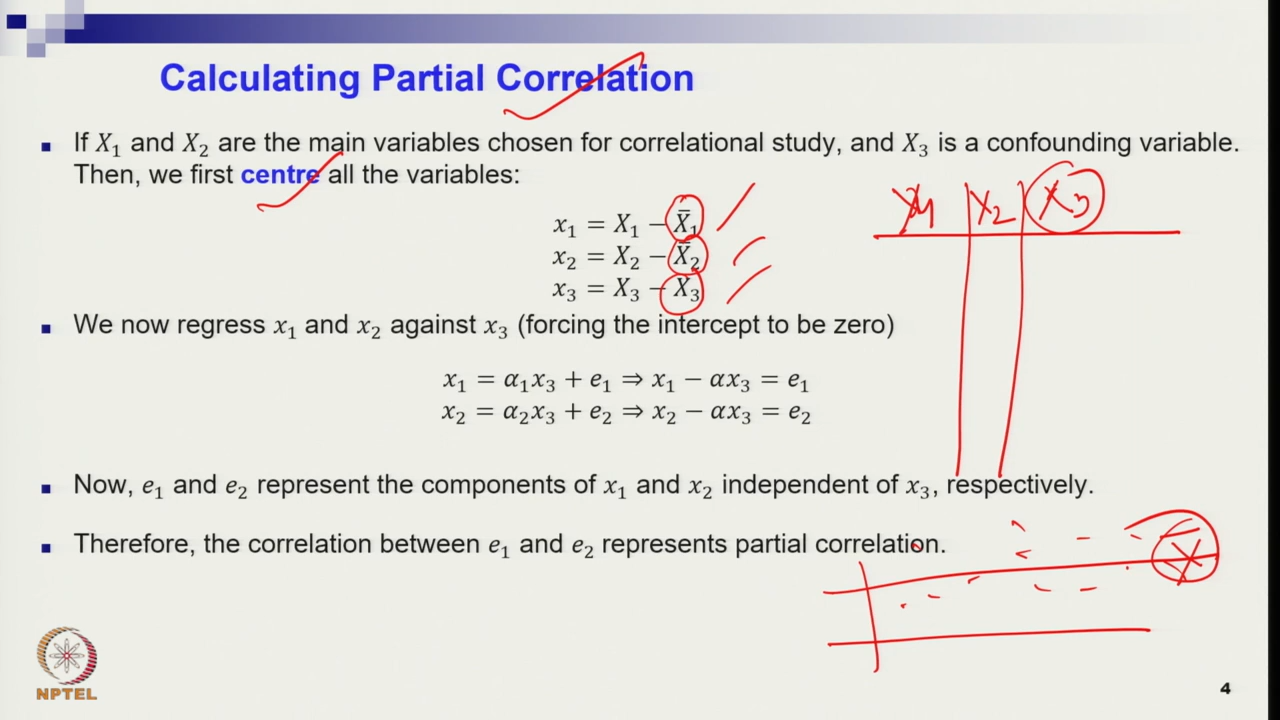 Calculating Partial Correlation
If X₁ and X₂ are the main variables chosen for correlational study, and X₃ is a confounding variable.
Then, we first centre all the variables:
x₁ = X₁ − X̄₁
x₂ = X₂ − X̄₂
x₃ = X₃ − X̄₃
X₁ X₂ X₃
We now regress x₁ and x₂ against x₃ (forcing the intercept to be zero)
x₁ = α₁x₃ + e₁ ⇒ x₁ − αx₃ = e₁
x₂ = α₂x₃ + e₂ ⇒ x₂ − αx₃ = e₂
Now, e₁ and e₂ represent the components of x₁ and x₂ independent of x₃, respectively.
Therefore, the correlation between e₁ and e₂ represents partial correlation.
NPTEL
4